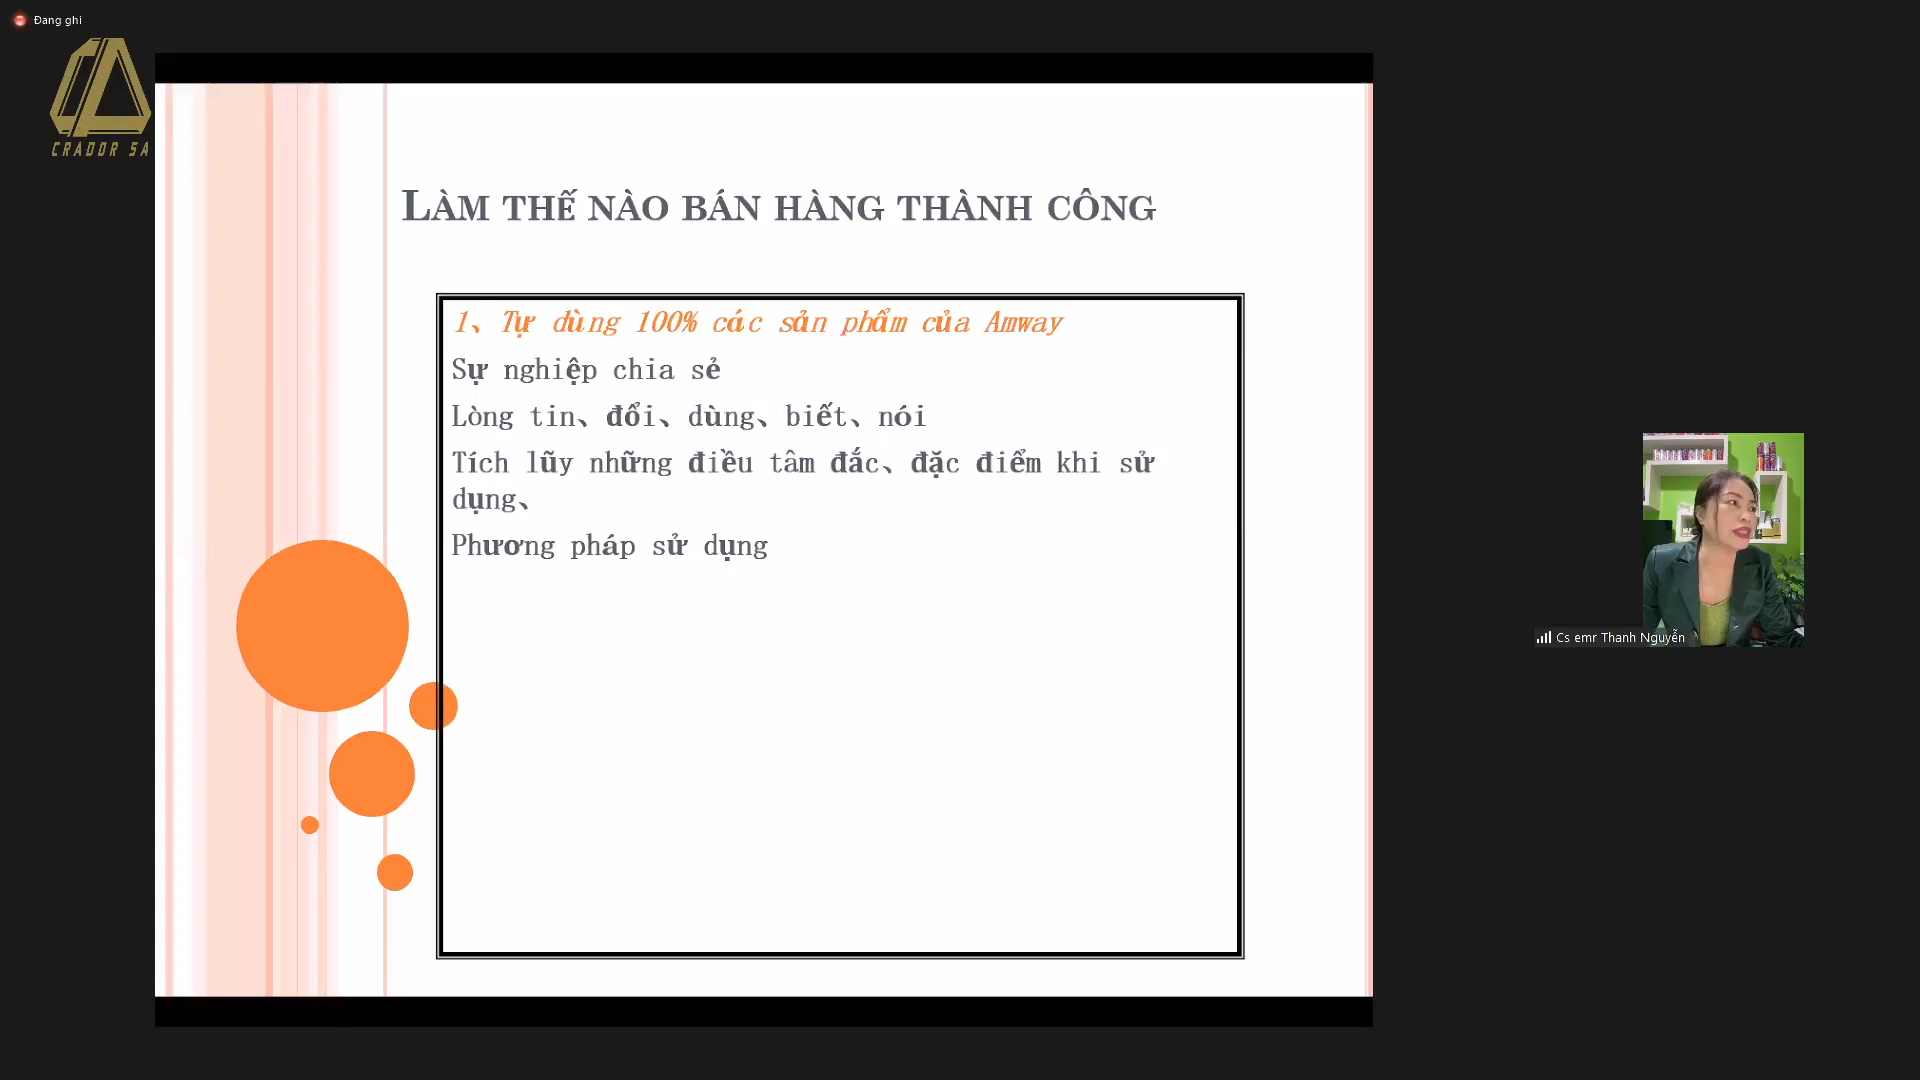 Đang ghi
CRADOR SA
LÀM THẾ NÀO BÁN HÀNG THÀNH CÔNG
1、Tự dùng 100% các sản phẩm của Amway
Sự nghiệp chia sẻ
Lòng tin、đổi、dùng、biết、nói
Tích lũy những điều tâm đắc、đặc điểm khi sử
dụng、
Phương pháp sử dụng
Cs emr Thanh Nguyễn